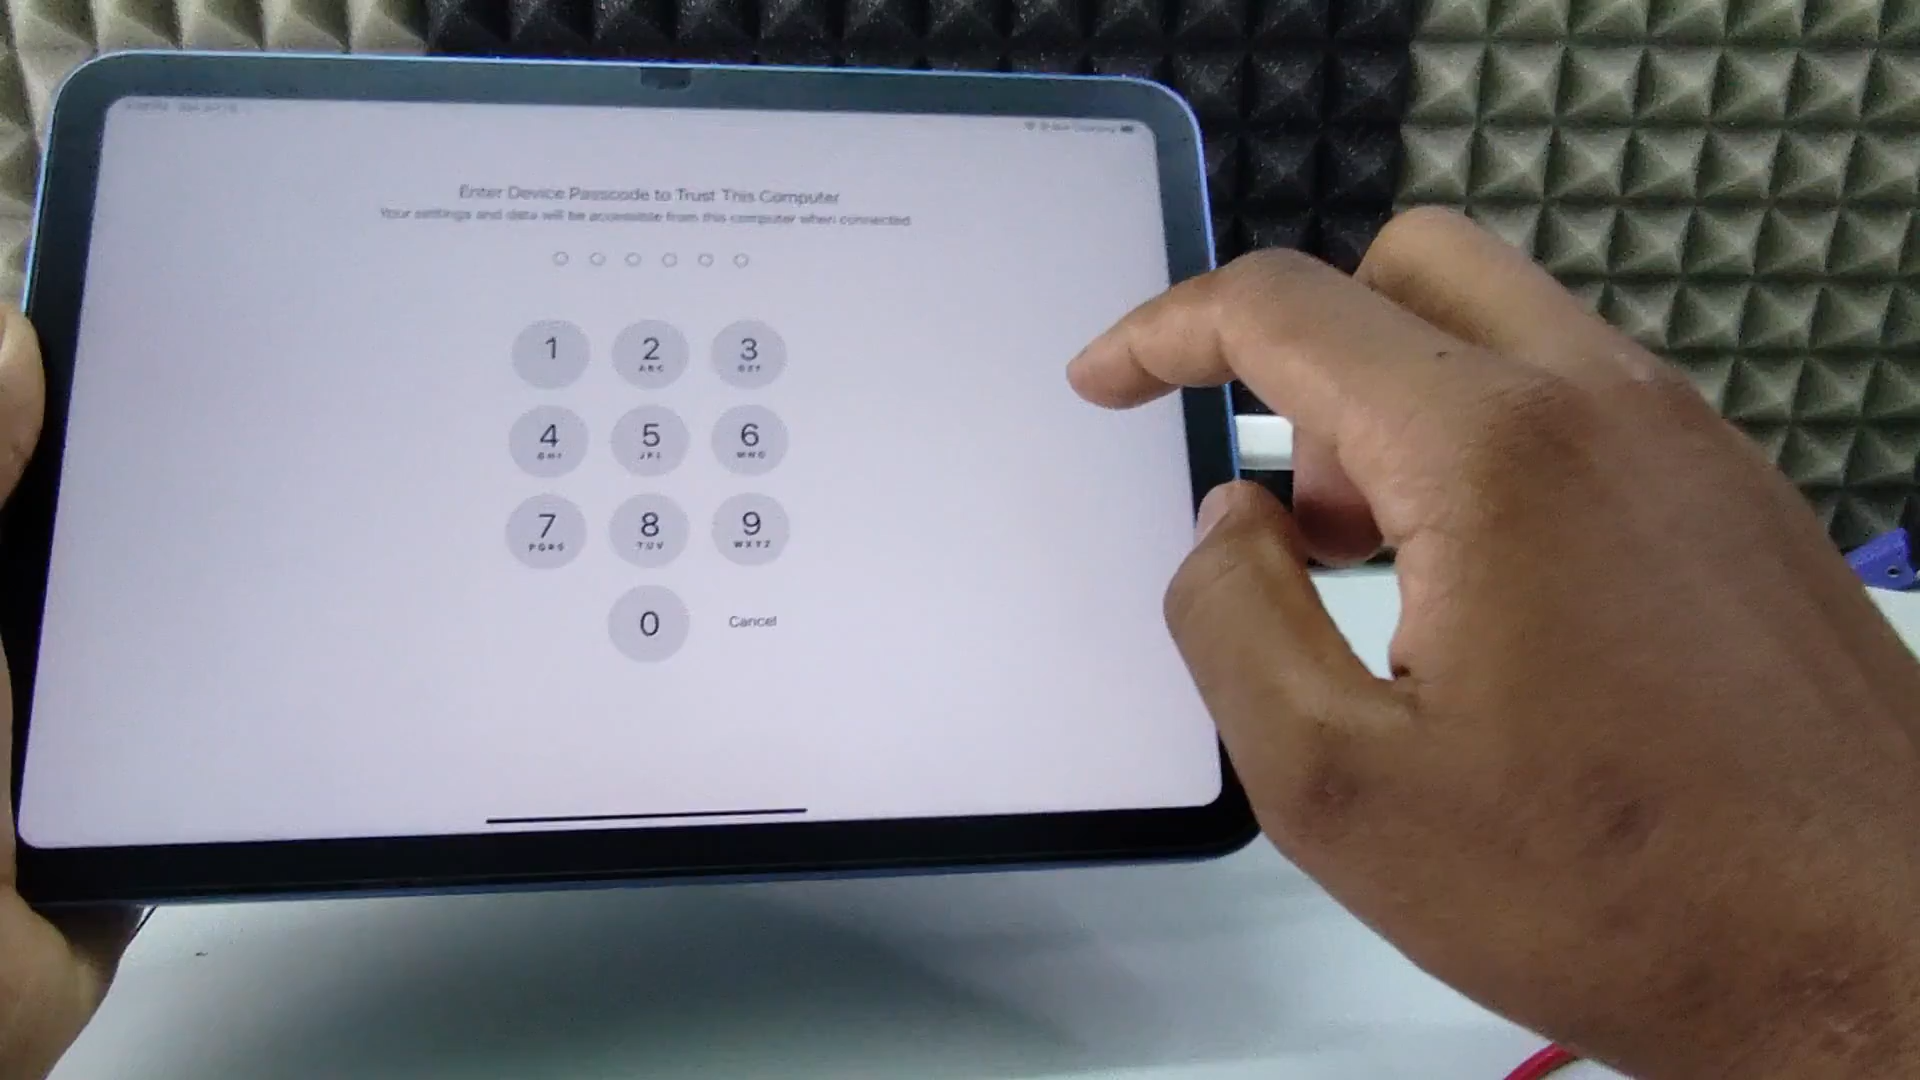 Enter Device Passcode to Trust This Computer
Your settings and data will be accessible from this computer when connected
1 2 3
ABC DEF
4 5 6
GHI JKL MNO
7 8 9
PQRS TUV WXYZ
0 Cancel